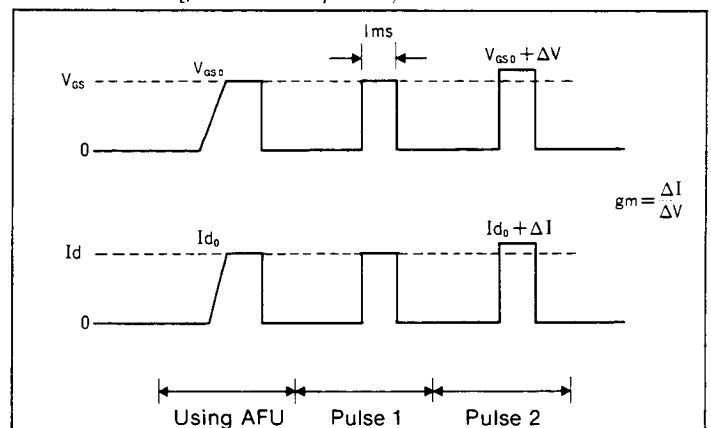 1ms
V_GS0
V_GS0 + ΔV
V_GS
0
gm = ΔI/ΔV
Id_0
Id_0 + ΔI
Id
0
Using AFU Pulse 1 Pulse 2